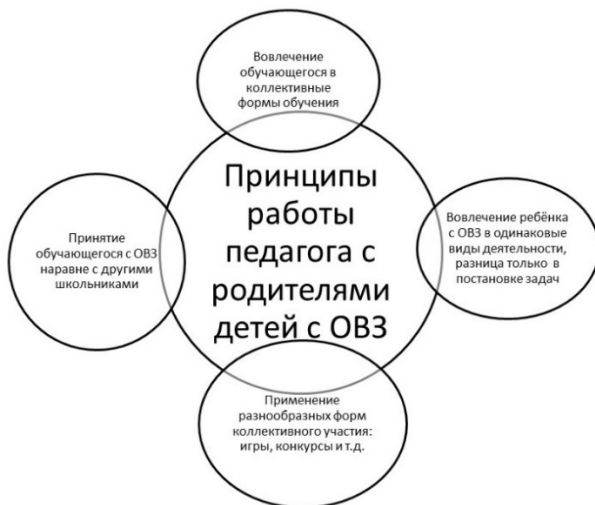 Вовлечение
обучающегося в
коллективные
формы обучения
Принципы
работы
педагога с
родителями
детей с ОВЗ
Принятие
обучающегося с ОВЗ
наравне с другими
школьниками
Вовлечение ребёнка
с ОВЗ в одинаковые
виды деятельности,
разница только в
постановке задач
Применение
разнообразных форм
коллективного участия:
игры, конкурсы и т.д.